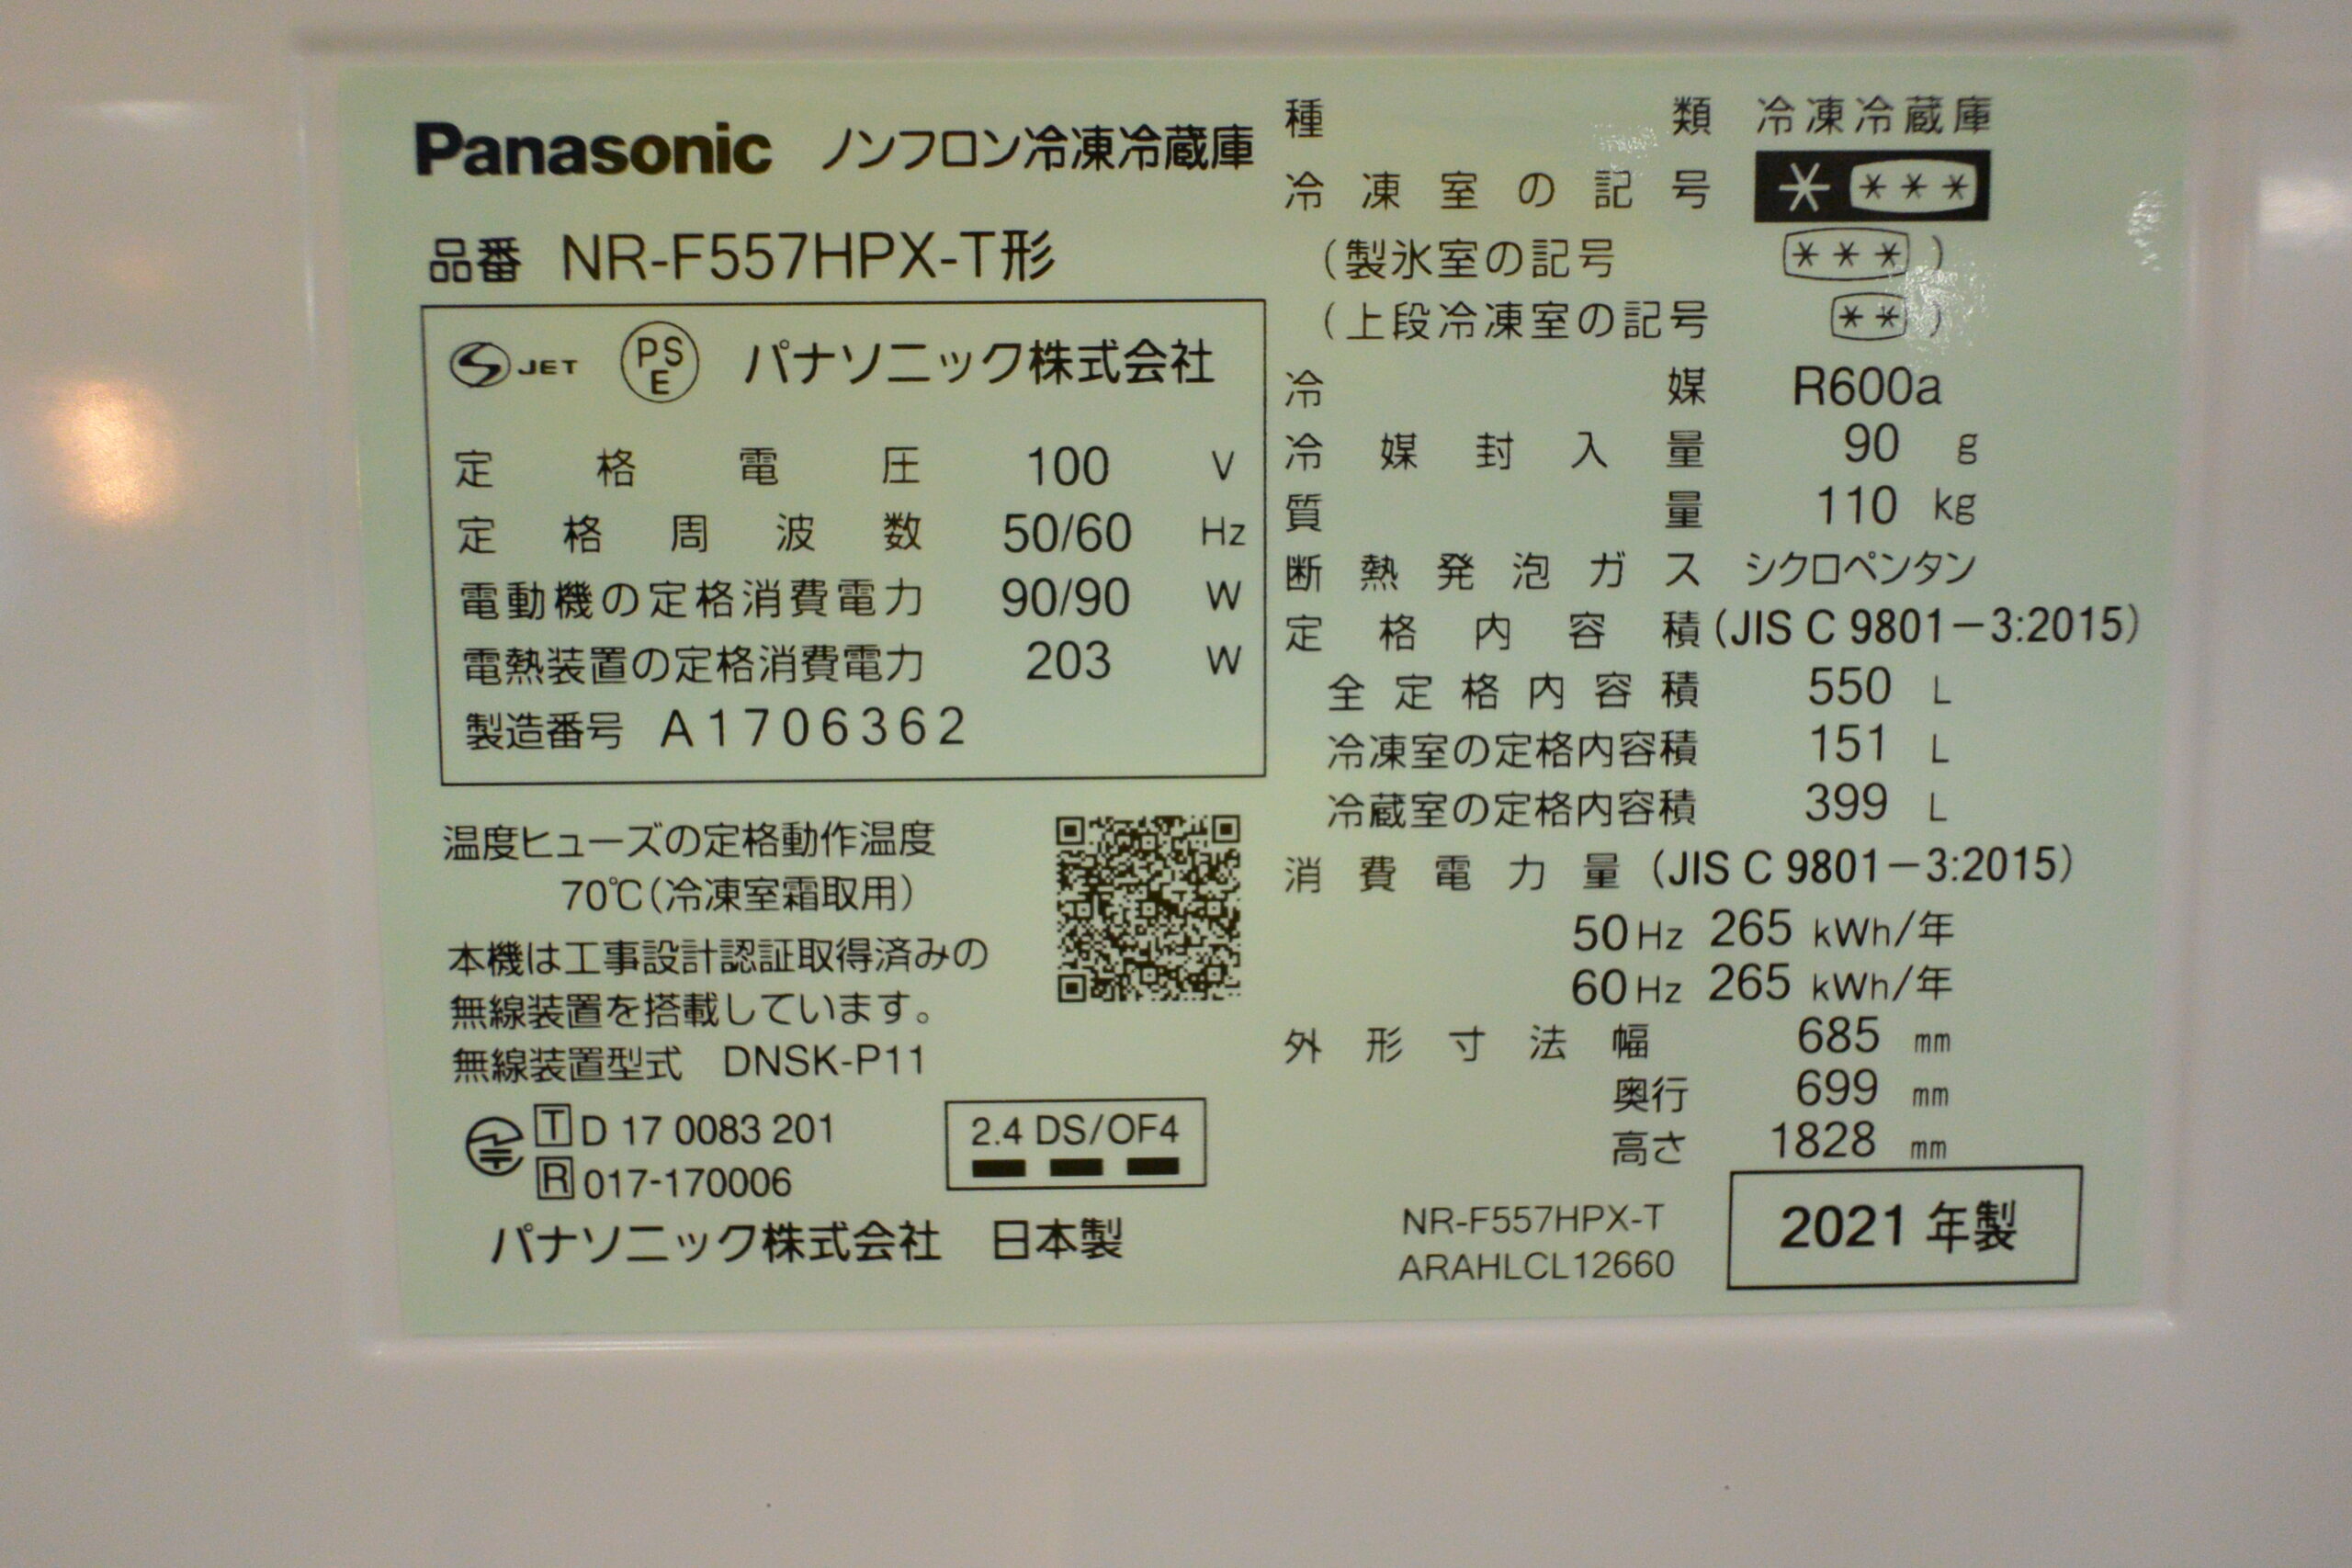 Panasonic ノンフロン冷凍冷蔵庫
品番 NR-F557HPX-T形
JET PSE パナソニック株式会社
定格電圧 100 V
定格周波数 50/60 Hz
電動機の定格消費電力 90/90 W
電熱装置の定格消費電力 203 W
製造番号 A1706362
温度ヒューズの定格動作温度
70℃(冷凍室霜取用)
本機は工事設計認証取得済みの
無線装置を搭載しています。
無線装置型式 DNSK-P11
T D 17 0083 201
R 017-170006
2.4 DS/OF4
パナソニック株式会社 日本製
種類 冷凍冷蔵庫
冷凍室の記号 * ***
(製氷室の記号 ***)
(上段冷凍室の記号 **)
冷媒 R600a
冷媒封入量 90 g
質量 110 kg
断熱発泡ガス シクロペンタン
定格内容積(JIS C 9801-3:2015)
全定格内容積 550 L
冷凍室の定格内容積 151 L
冷蔵室の定格内容積 399 L
消費電力量(JIS C 9801-3:2015)
50Hz 265 kWh/年
60Hz 265 kWh/年
外形寸法 幅 685 mm
奥行 699 mm
高さ 1828 mm
NR-F557HPX-T
ARAHLCL12660
2021年製